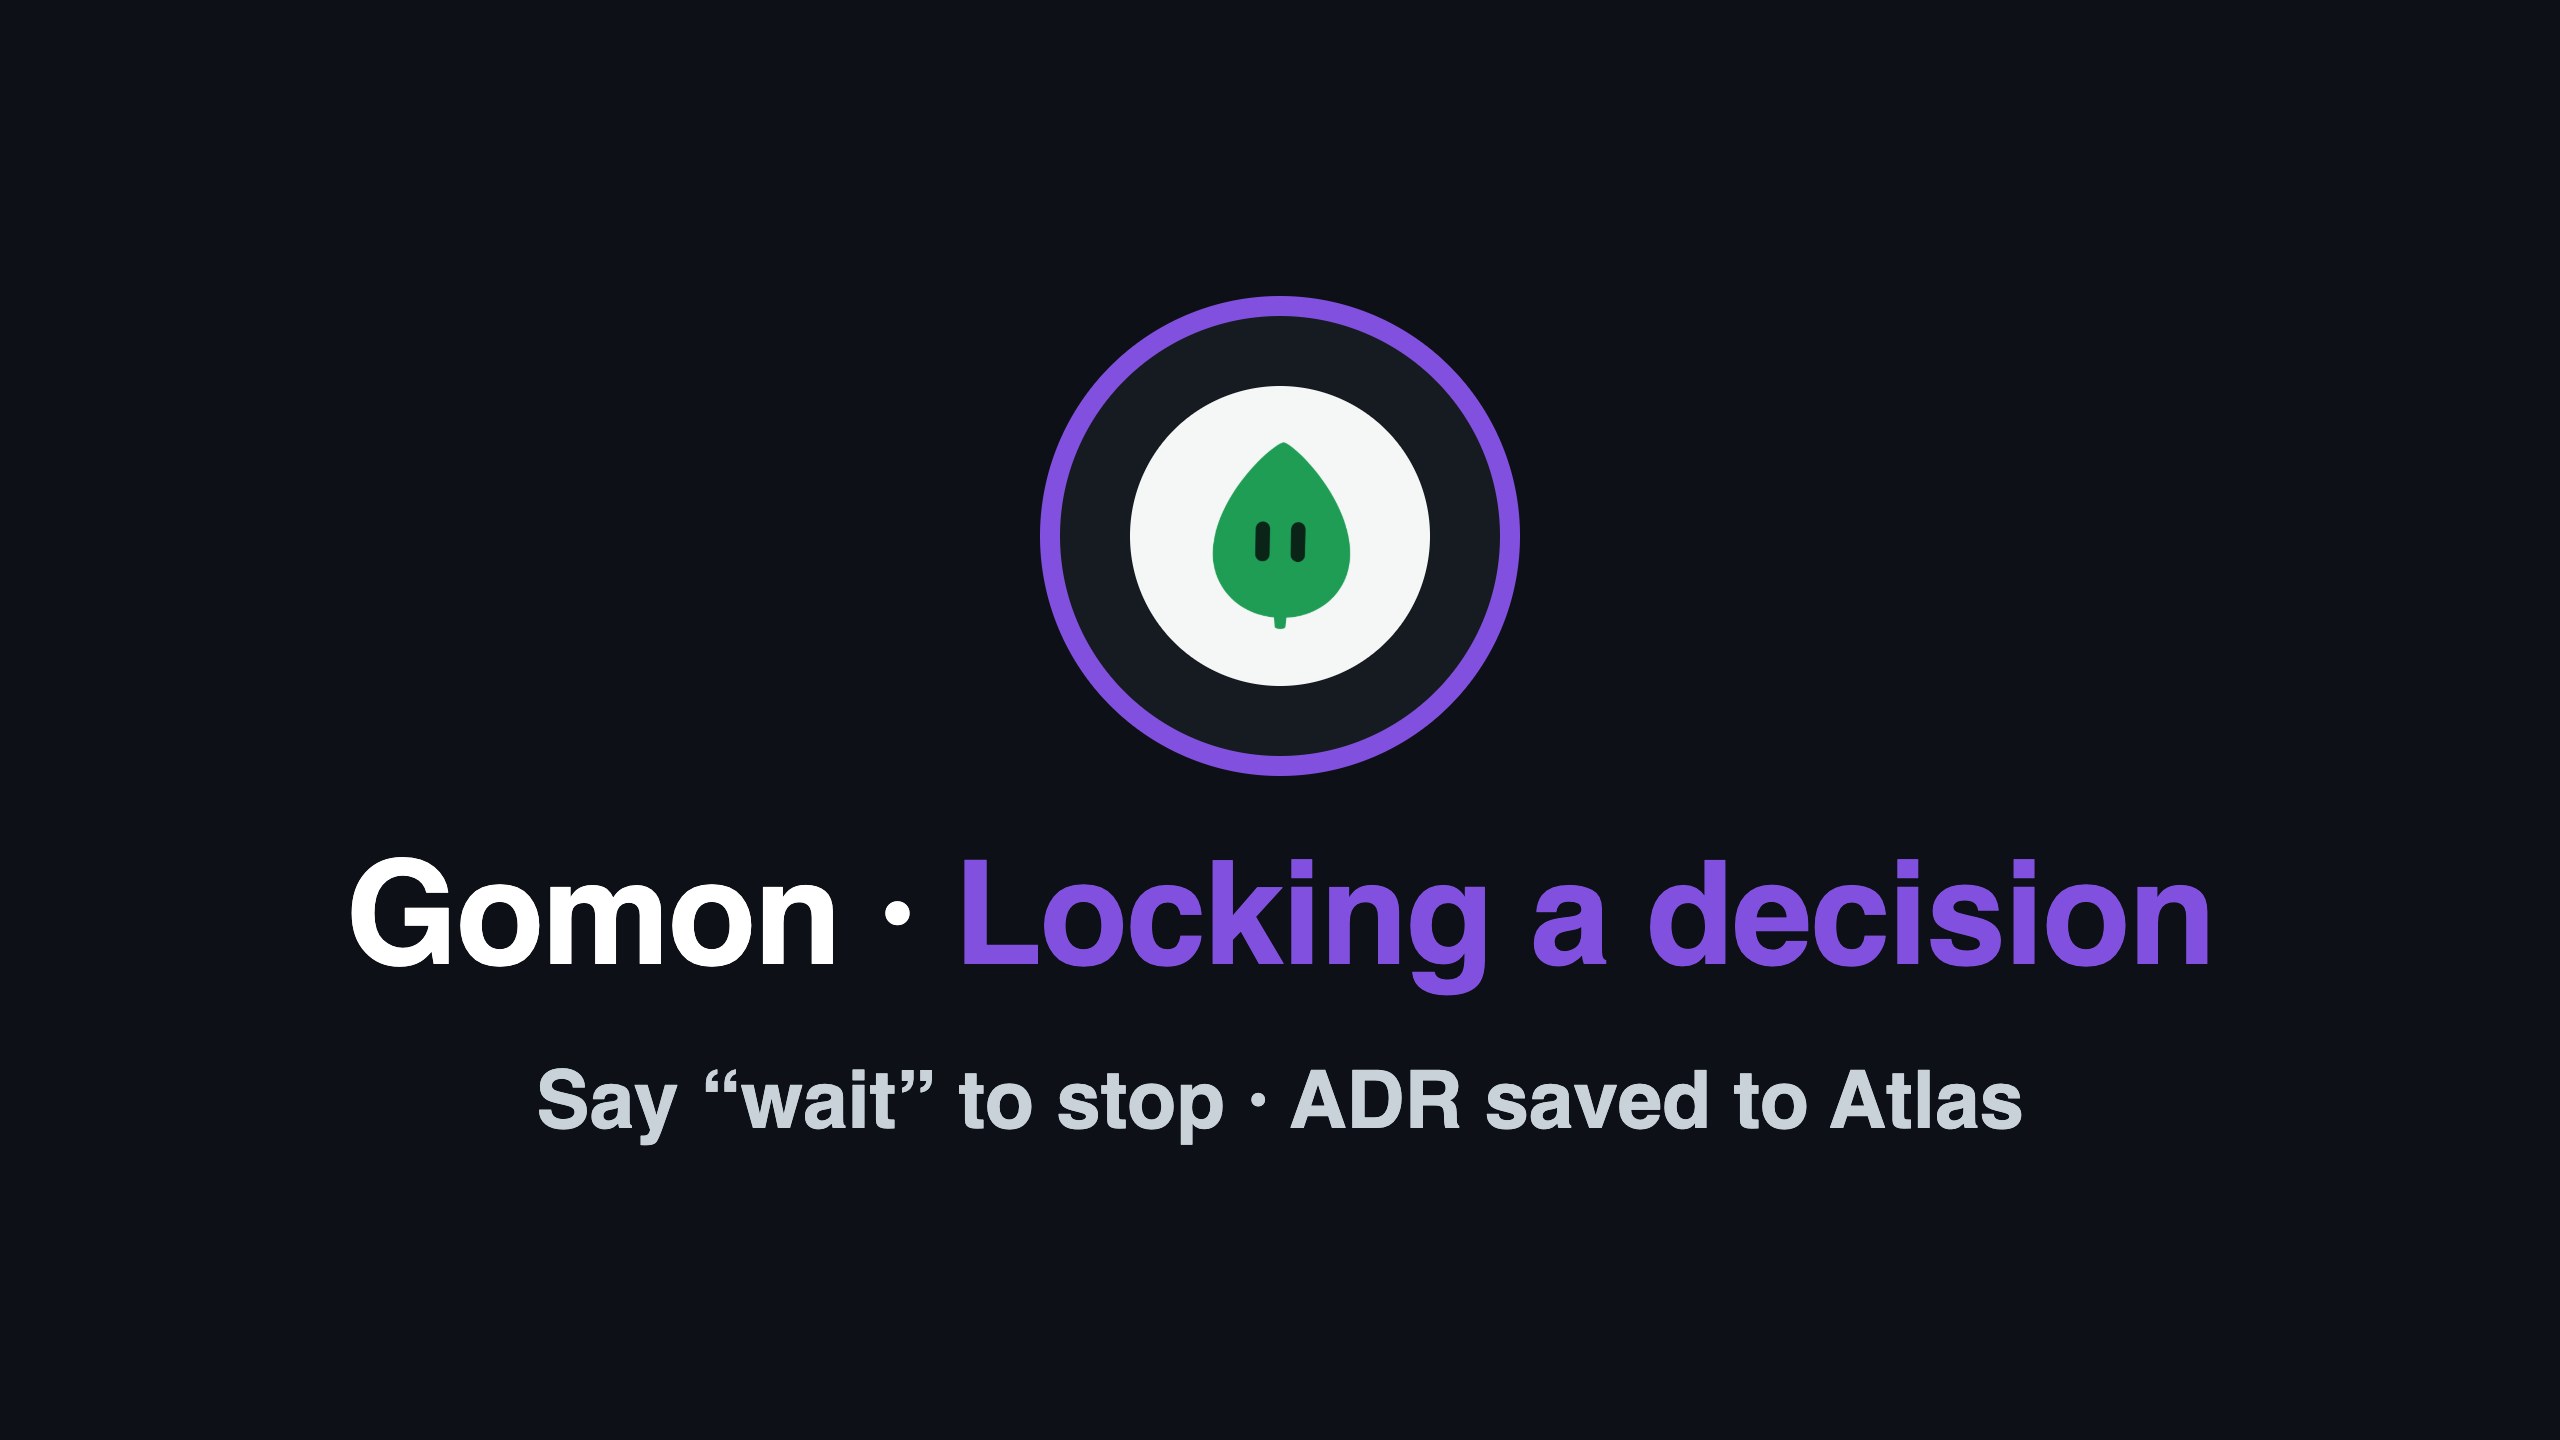 Gomon · Locking a decision
Say “wait” to stop · ADR saved to Atlas